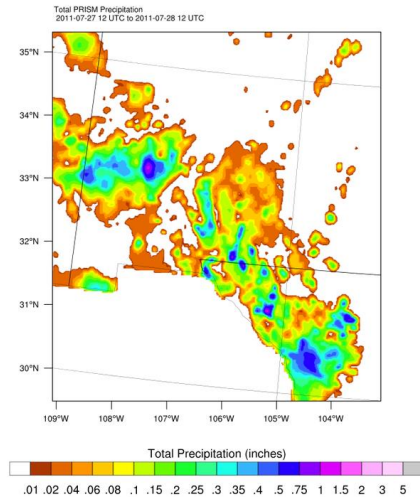 Total PRISM Precipitation
2011-07-27 12 UTC to 2011-07-28 12 UTC
35°N
34°N
33°N
32°N
31°N
30°N
109°W 108°W 107°W 106°W 105°W 104°W
Total Precipitation (inches)
.01 .02 .04 .06 .08 .1 .15 .2 .25 .3 .35 .4 .5 .75 1 1.5 2 3 5